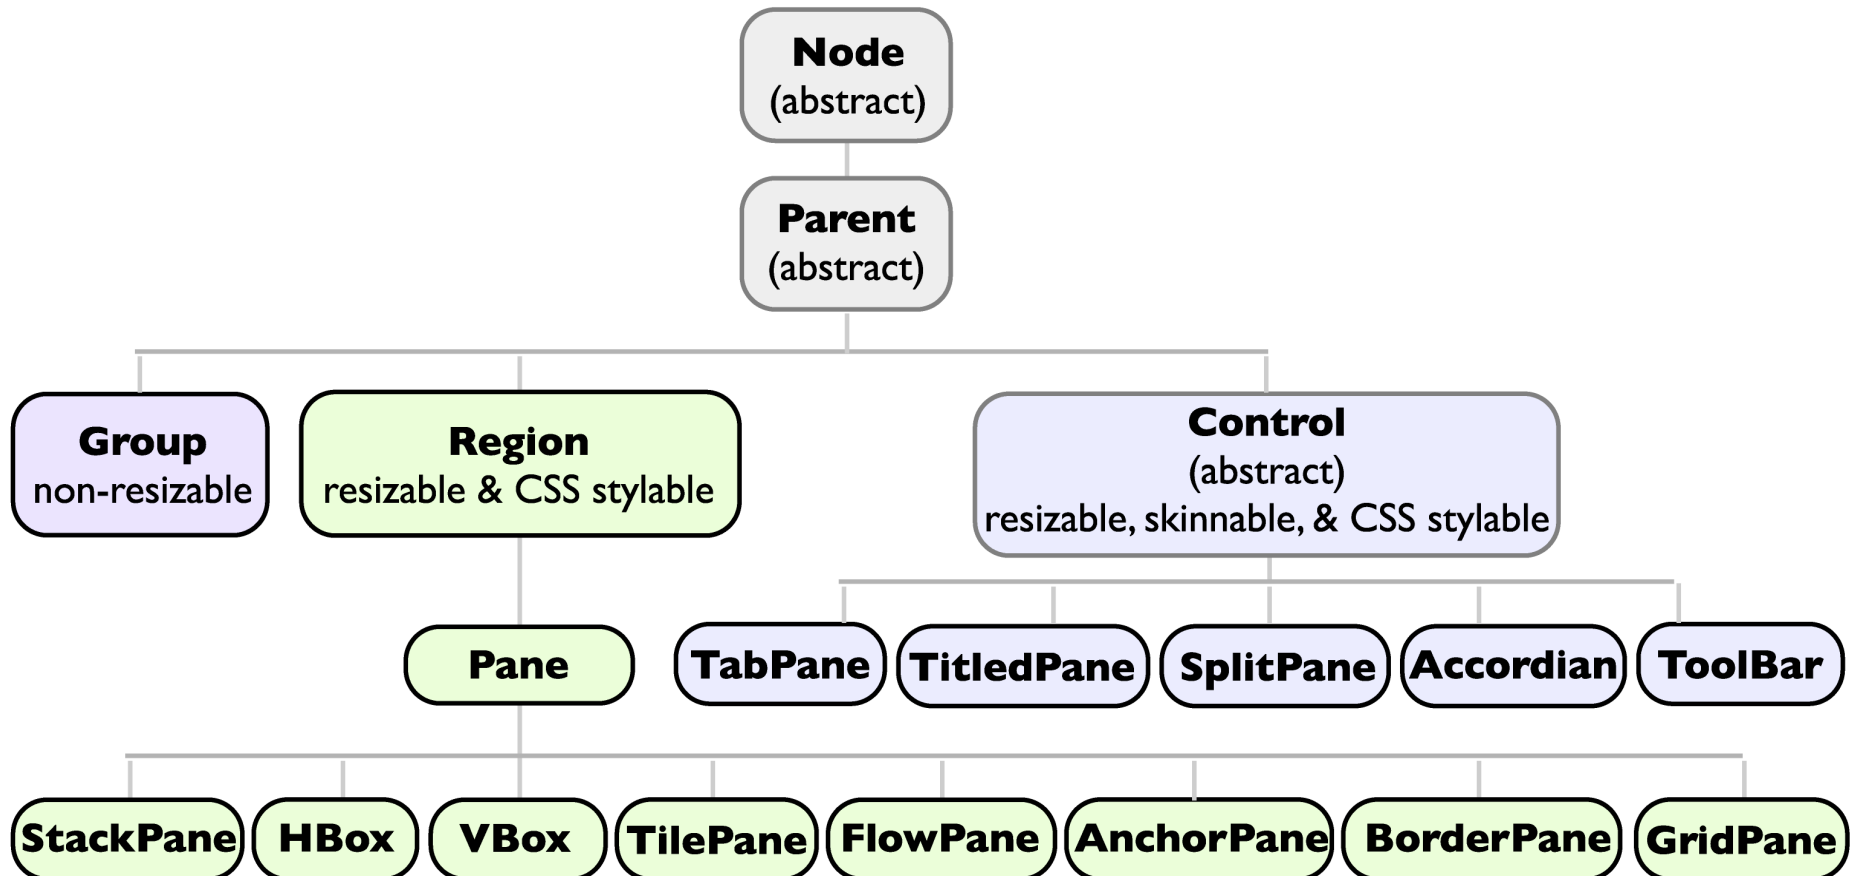 Node
(abstract)
Parent
(abstract)
Group
non-resizable
Region
resizable & CSS stylable
Control
(abstract)
resizable, skinnable, & CSS stylable
Pane
TabPane
TitledPane
SplitPane
Accordian
ToolBar
StackPane
HBox
VBox
TilePane
FlowPane
AnchorPane
BorderPane
GridPane